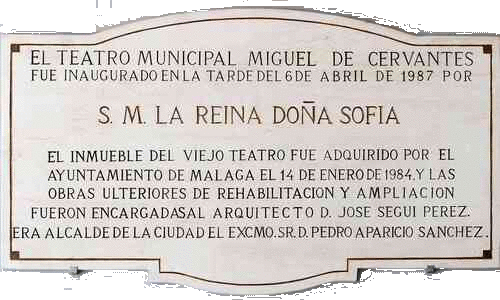 EL TEATRO MUNICIPAL MIGUEL DE CERVANTES
FUE INAUGURADO EN LA TARDE DEL 6 DE ABRIL DE 1987 POR
S. M. LA REINA DOÑA SOFIA
EL INMUEBLE DEL VIEJO TEATRO FUE ADQUIRIDO POR EL
AYUNTAMIENTO DE MALAGA EL 14 DE ENERO DE 1984, Y LAS
OBRAS ULTERIORES DE REHABILITACION Y AMPLIACION
FUERON ENCARGADAS AL ARQUITECTO D. JOSE SEGUI PEREZ.
ERA ALCALDE DE LA CIUDAD EL EXCMO. SR. D. PEDRO APARICIO SANCHEZ.